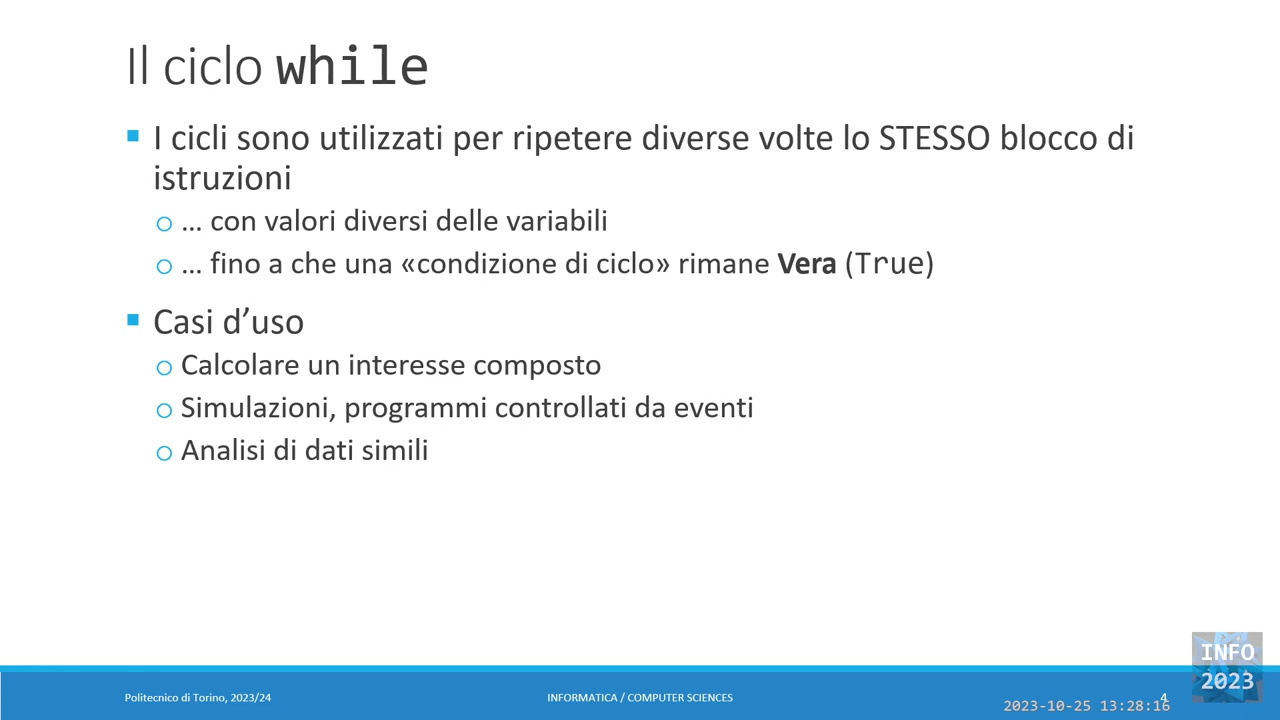 Il ciclo while
▪ I cicli sono utilizzati per ripetere diverse volte lo STESSO blocco di
istruzioni
o … con valori diversi delle variabili
o … fino a che una «condizione di ciclo» rimane Vera (True)
▪ Casi d’uso
o Calcolare un interesse composto
o Simulazioni, programmi controllati da eventi
o Analisi di dati simili
INFO
2023
Politecnico di Torino, 2023/24
INFORMATICA / COMPUTER SCIENCES
4
2023-10-25 13:28:16